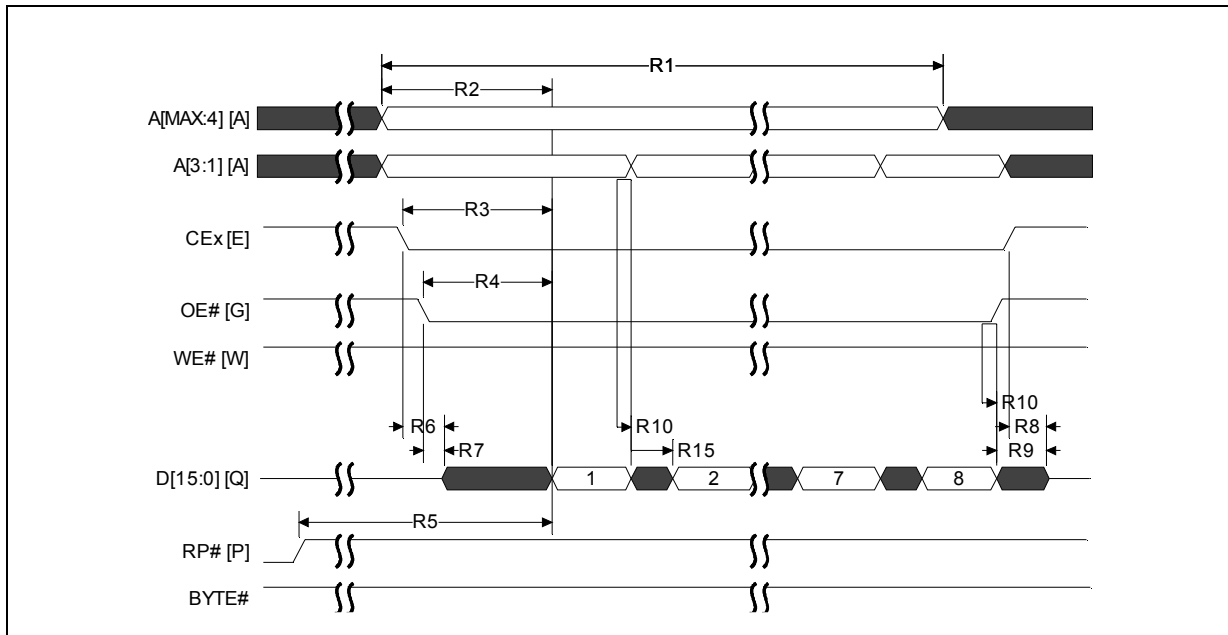 R1
R2
A[MAX:4] [A]
A[3:1] [A]
R3
CEx [E]
R4
OE# [G]
WE# [W]
R10
R6
R10
R8
R7
R15
R9
D[15:0] [Q]
1
2
7
8
R5
RP# [P]
BYTE#